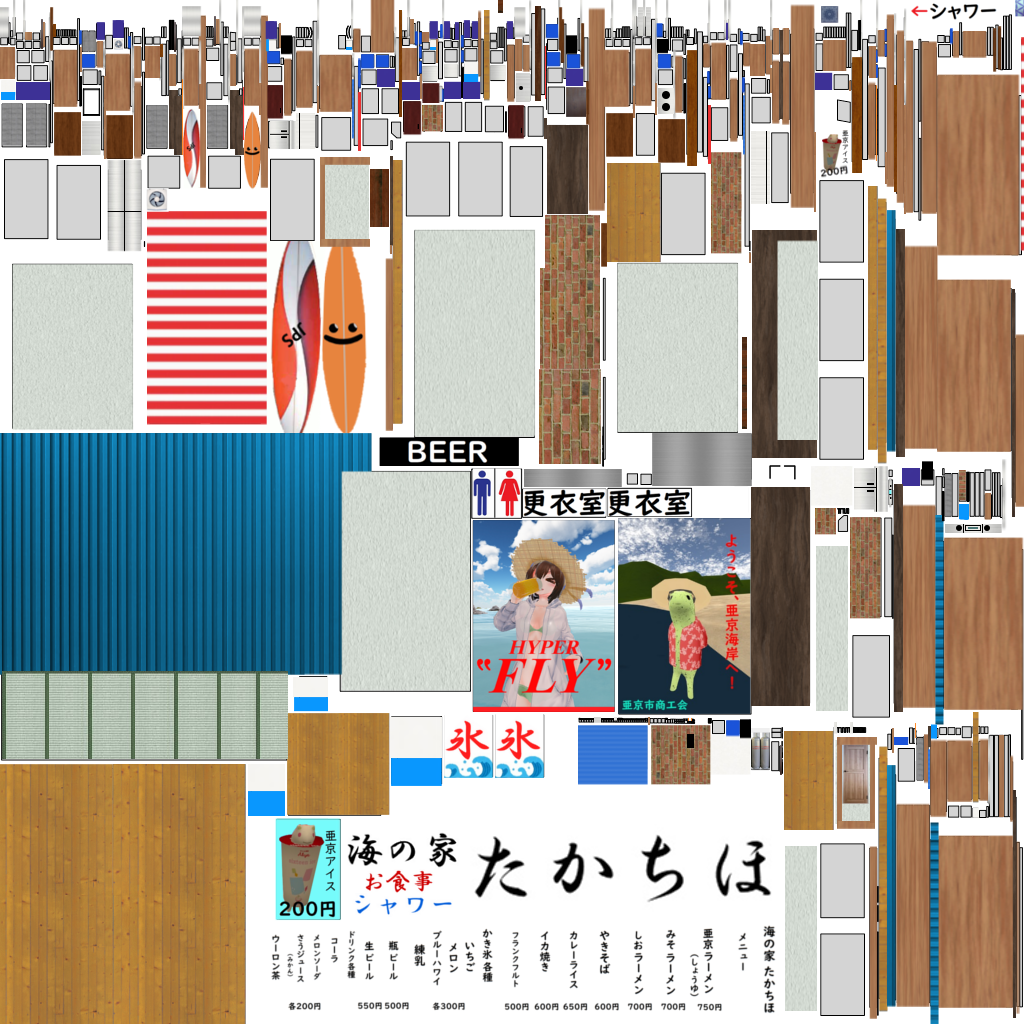 ←シャワー
亜京アイス
200円
SPJ
BEER
更衣室
更衣室
HYPER
“FLY”
ようこそ、亜京海岸へ！
亜京市商工会
氷
氷
亜京アイス
200円
海の家
お食事
シャワー
たかちほ
海の家 たかちほ
メニュー
亜京ラーメン
(しょうゆ)
750円
みそラーメン
700円
しおラーメン
700円
やきそば
600円
カレーライス
650円
イカ焼き
600円
フランクフルト
500円
かき氷各種
いちご
メロン
ブルーハワイ
各300円
練乳
瓶ビール
500円
生ビール
550円
ドリンク各種
コーラ
メロンソーダ
さうジュース
(みかん)
ウーロン茶
各200円